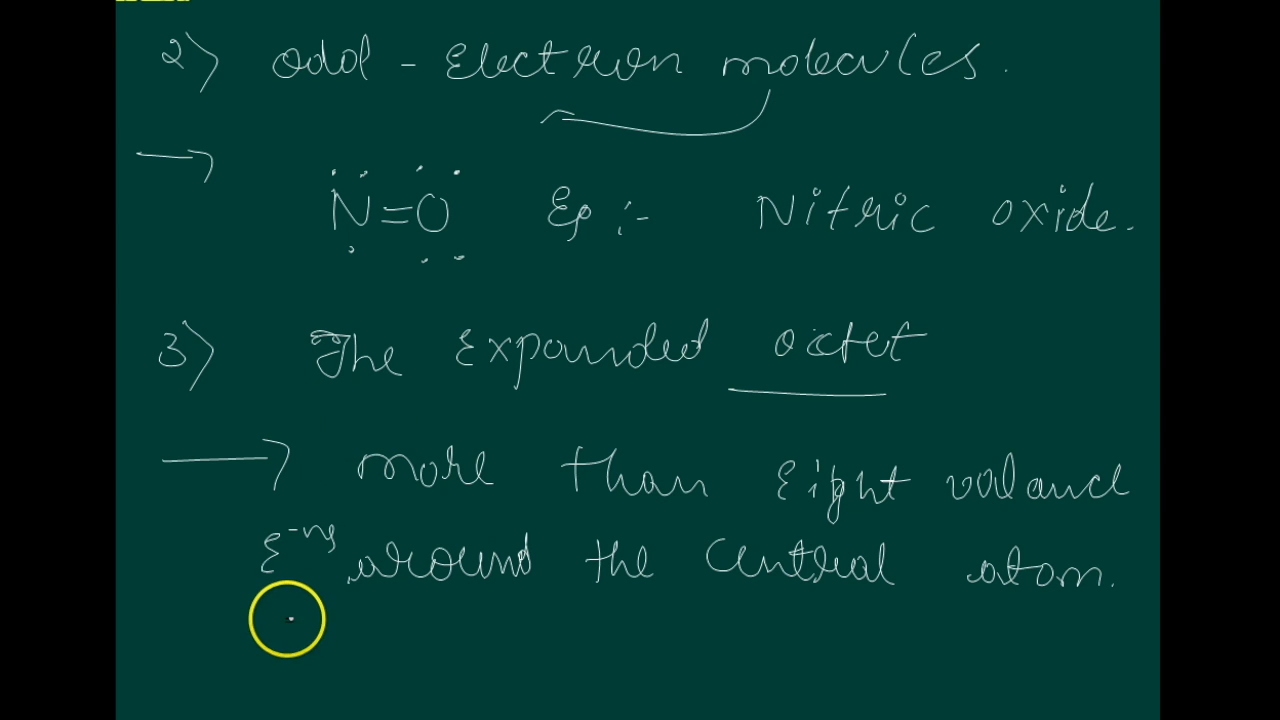 2) Odd - Electron molecules.
→ N=O Eg :- Nitric oxide.
3) The Expanded octet
→ more than Eight valance
E⁻ns around the central atom.